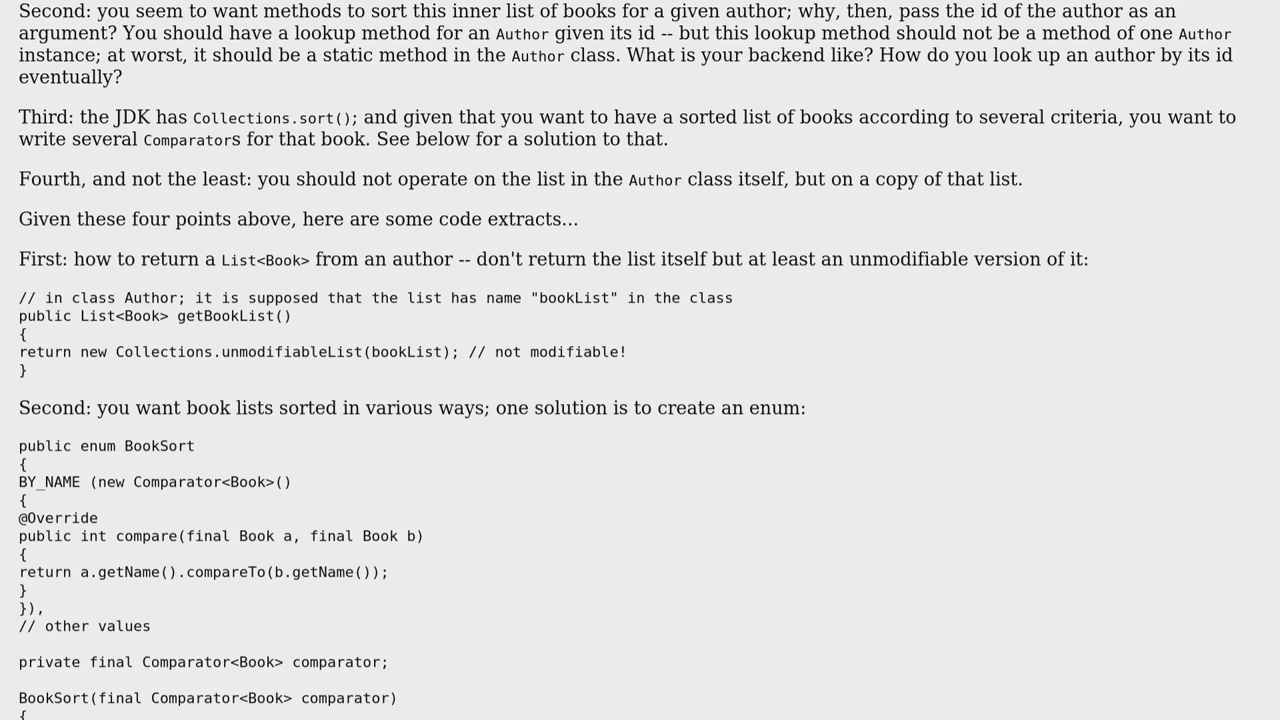 Second: you seem to want methods to sort this inner list of books for a given author; why, then, pass the id of the author as an
argument? You should have a lookup method for an Author given its id -- but this lookup method should not be a method of one Author
instance; at worst, it should be a static method in the Author class. What is your backend like? How do you look up an author by its id
eventually?
Third: the JDK has Collections.sort(); and given that you want to have a sorted list of books according to several criteria, you want to
write several Comparators for that book. See below for a solution to that.
Fourth, and not the least: you should not operate on the list in the Author class itself, but on a copy of that list.
Given these four points above, here are some code extracts...
First: how to return a List<Book> from an author -- don't return the list itself but at least an unmodifiable version of it:
// in class Author; it is supposed that the list has name "bookList" in the class
public List<Book> getBookList()
{
return new Collections.unmodifiableList(bookList); // not modifiable!
}
Second: you want book lists sorted in various ways; one solution is to create an enum:
public enum BookSort
{
BY_NAME (new Comparator<Book>()
{
@Override
public int compare(final Book a, final Book b)
{
return a.getName().compareTo(b.getName());
}
}),
// other values
private final Comparator<Book> comparator;
BookSort(final Comparator<Book> comparator)
{